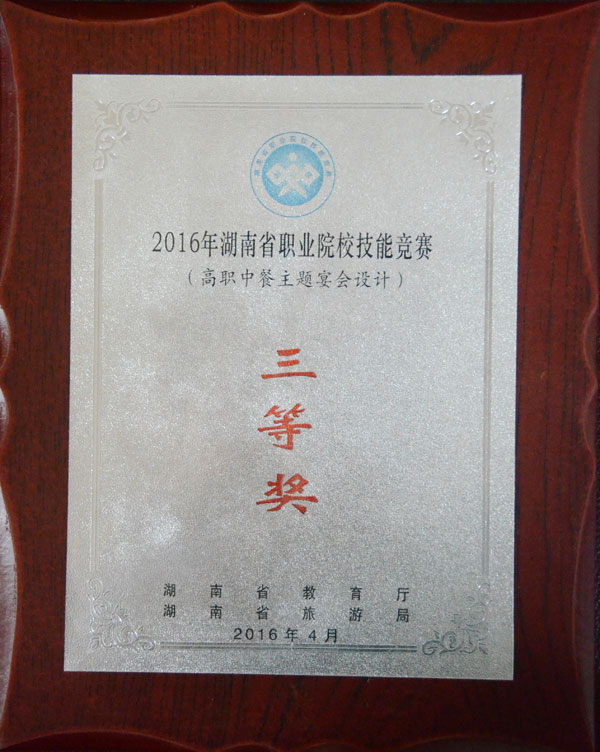 2016年湖南省职业院校技能竞赛
（高职中餐主题宴会设计）
三
等
奖
湖南省教育厅
湖南省旅游局
2016年4月